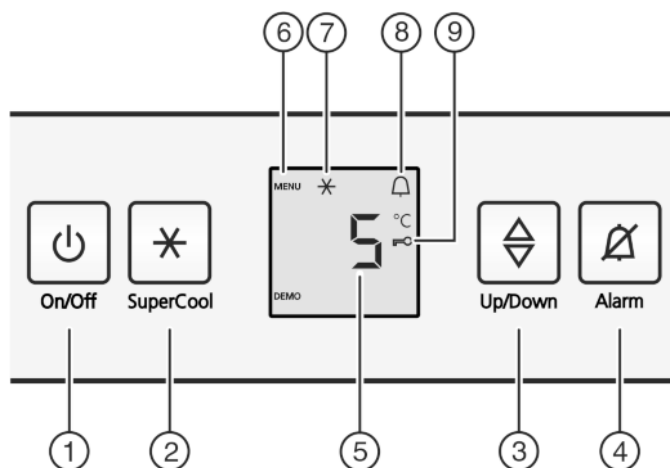 6 7 8 9
MENU
5 °C
DEMO
On/Off SuperCool Up/Down Alarm
1 2 5 3 4